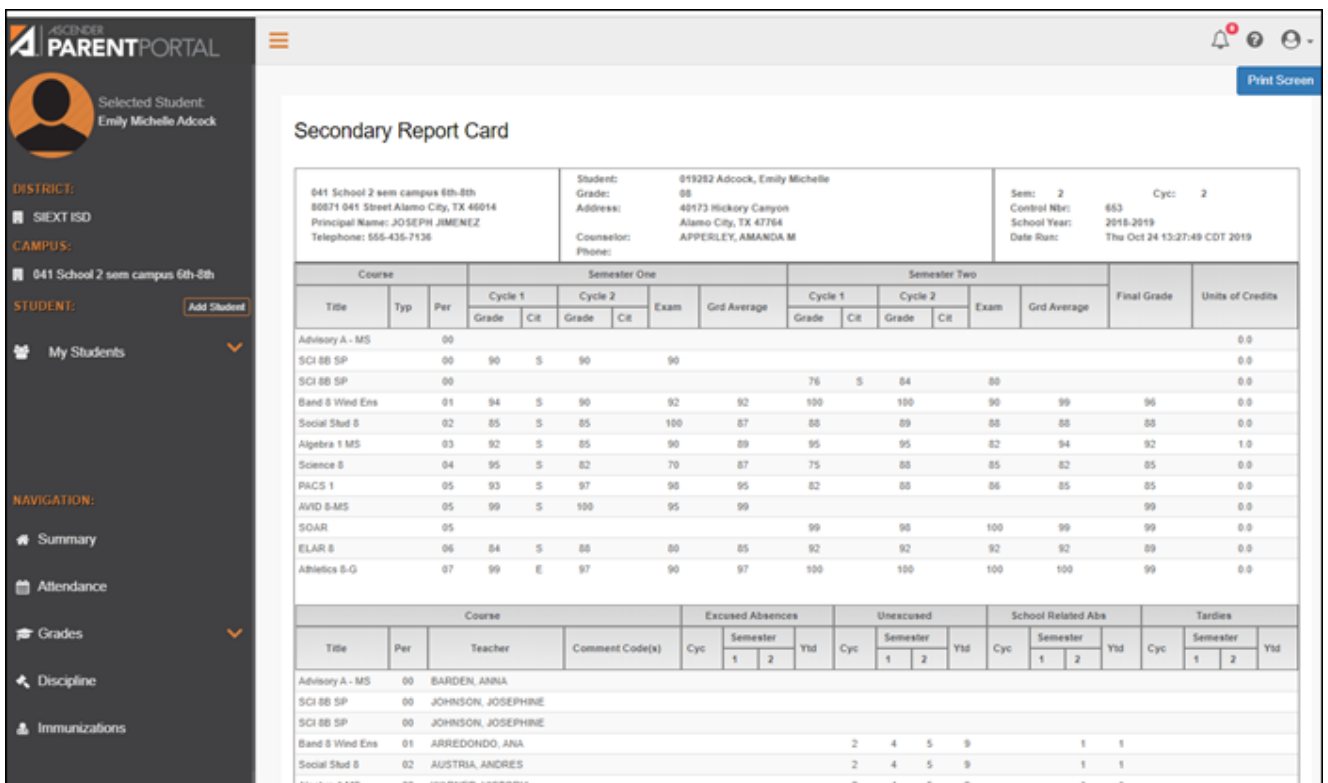 ASCENDER
PARENTPORTAL
0
Print Screen
Selected Student:
Emily Michelle Adcock
DISTRICT:
SIEXT ISD
CAMPUS:
041 School 2 sem campus 6th-8th
STUDENT: Add Student
My Students
NAVIGATION:
Summary
Attendance
Grades
Discipline
Immunizations
Secondary Report Card
041 School 2 sem campus 6th-8th
80871 041 Street Alamo City, TX 46014
Principal Name: JOSEPH JIMENEZ
Telephone: 555-435-7136
Student: 019282 Adcock, Emily Michelle
Grade: 08
Address: 40173 Hickory Canyon
Alamo City, TX 47764
Counselor: APPERLEY, AMANDA M
Phone:
Sem: 2 Cyc: 2
Control Nbr: 653
School Year: 2018-2019
Date Run: Thu Oct 24 13:27:49 CDT 2019
Course Semester One Semester Two Final Grade Units of Credits
Title Typ Per Cycle 1 Cycle 2 Exam Grd Average Cycle 1 Cycle 2 Exam Grd Average
Grade Cit Grade Cit Grade Cit Grade Cit
Advisory A - MS 00 0.0
SCI 8B SP 00 90 S 90 90 0.0
SCI 8B SP 00 76 S 84 80 0.0
Band 8 Wind Ens 01 94 S 90 92 92 100 100 90 99 96 0.0
Social Stud 8 02 85 S 85 100 87 88 89 88 88 88 0.0
Algebra 1 MS 03 92 S 85 90 89 95 95 82 94 92 1.0
Science 8 04 95 S 82 70 87 75 88 85 82 85 0.0
PACS 1 05 93 S 97 98 95 82 88 86 85 85 0.0
AVID 8-MS 05 99 S 100 95 99 99 0.0
SOAR 05 99 98 100 99 99 0.0
ELAR 8 06 84 S 88 80 85 92 92 92 92 89 0.0
Athletics 8-G 07 99 E 97 90 97 100 100 100 100 99 0.0
Course Excused Absences Unexcused School Related Abs Tardies
Title Per Teacher Comment Code(s) Cyc Semester Ytd Cyc Semester Ytd Cyc Semester Ytd Cyc Semester Ytd
1 2 1 2 1 2 1 2
Advisory A - MS 00 BARDEN, ANNA
SCI 8B SP 00 JOHNSON, JOSEPHINE
SCI 8B SP 00 JOHNSON, JOSEPHINE
Band 8 Wind Ens 01 ARREDONDO, ANA 2 4 5 9 1 1
Social Stud 8 02 AUSTRIA, ANDRES 2 4 5 9 1 1